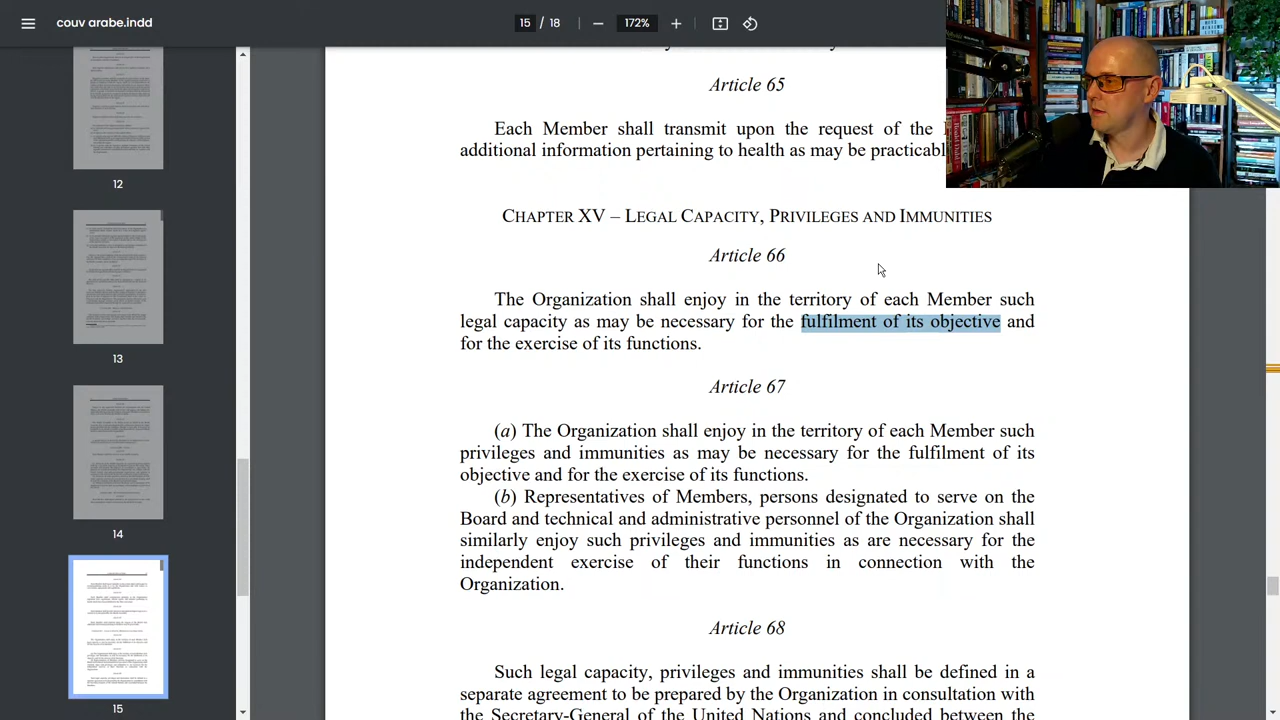 couv arabe.indd
15 / 18
172%
12
13
14
15
Article 65
Each Member shall transmit upon the request of the
additional information pertaining to health as may be practicabl
CHAPTER XV – LEGAL CAPACITY, PRIVILEGES AND IMMUNITIES
Article 66
The Organization shall enjoy in the territory of each Member such
legal capacity as may be necessary for the fulfilment of its objective and
for the exercise of its functions.
Article 67
(a) The Organization shall enjoy in the territory of each Member such
privileges and immunities as may be necessary for the fulfilment of its
objective and for the exercise of its functions.
(b) Representatives of Members, persons designated to serve on the
Board and technical and administrative personnel of the Organization shall
similarly enjoy such privileges and immunities as are necessary for the
independent exercise of their functions in connection with the
Organization.
Article 68
Such legal capacity, privileges and immunities shall be defined in a
separate agreement to be prepared by the Organization in consultation with
the Secretary-General of the United Nations and concluded between the